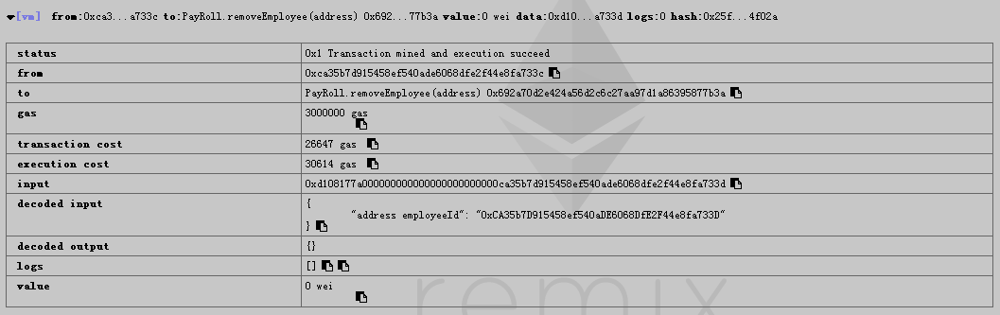 [vm] from:0xca3...a733c to:PayRoll.removeEmployee(address) 0x692...77b3a value:0 wei data:0xd10...a733d logs:0 hash:0x25f...4f02a
status 0x1 Transaction mined and execution succeed
from 0xca35b7d915458ef540ade6068dfe2f44e8fa733c
to PayRoll.removeEmployee(address) 0x692a70d2e424a56d2c6c27aa97d1a86395877b3a
gas 3000000 gas
transaction cost 26647 gas
execution cost 30614 gas
input 0xd108177a000000000000000000000000ca35b7d915458ef540ade6068dfe2f44e8fa733d
decoded input {
"address employeeId": "0xCA35b7D915458ef540aDE6068DfE2F44e8fa733D"
}
decoded output {}
logs []
value 0 wei
remix